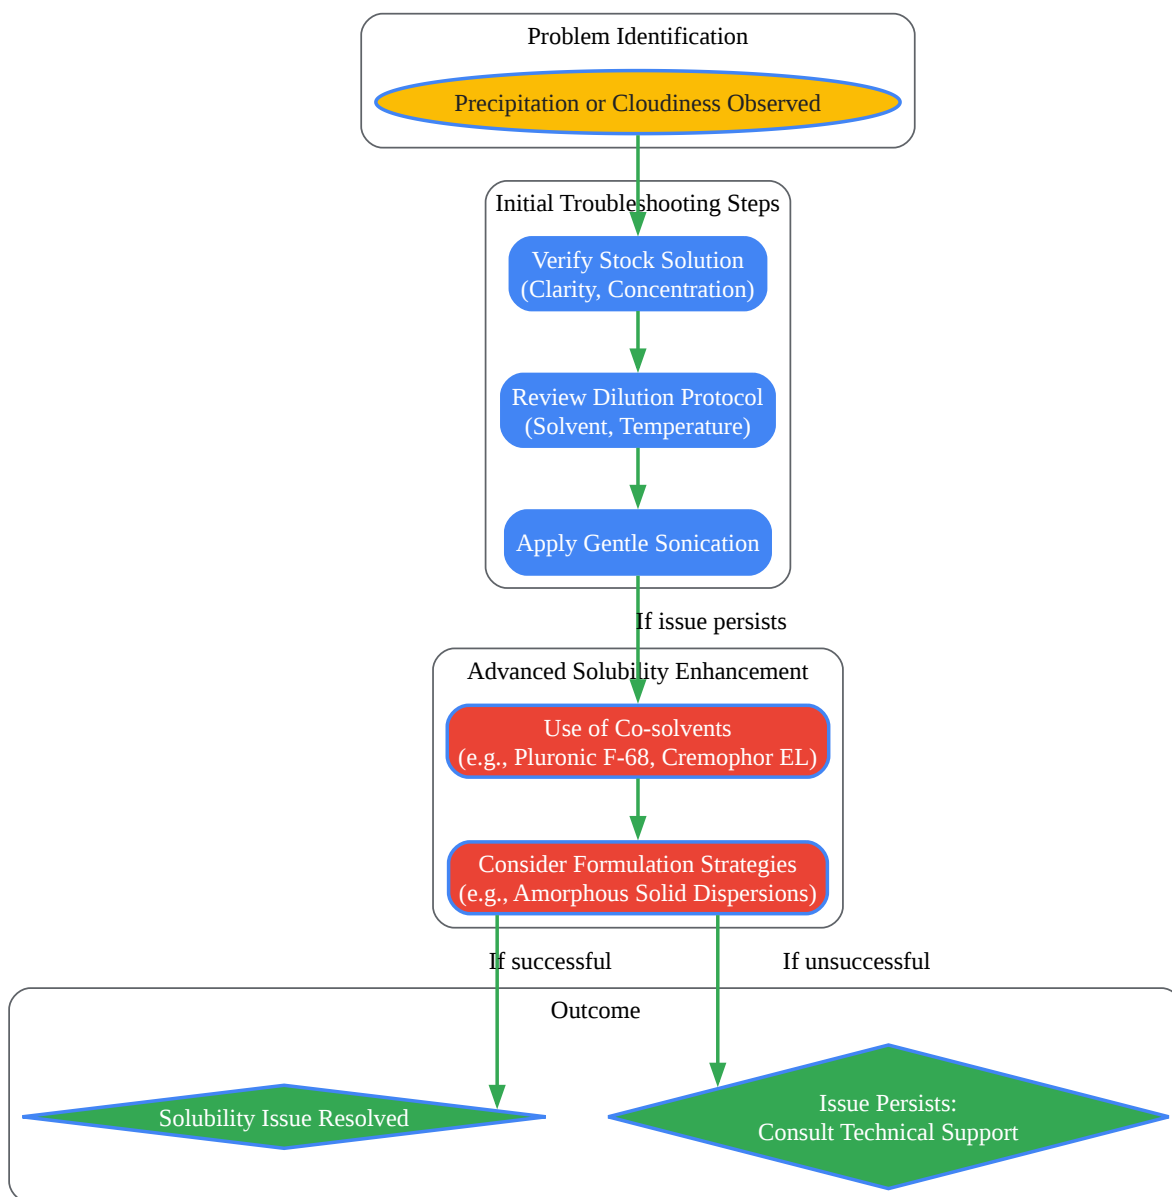 Problem Identification
Precipitation or Cloudiness Observed
Initial Troubleshooting Steps
Verify Stock Solution
(Clarity, Concentration)
Review Dilution Protocol
(Solvent, Temperature)
Apply Gentle Sonication
If issue persists
Advanced Solubility Enhancement
Use of Co-solvents
(e.g., Pluronic F-68, Cremophor EL)
Consider Formulation Strategies
(e.g., Amorphous Solid Dispersions)
If successful
If unsuccessful
Outcome
Solubility Issue Resolved
Issue Persists:
Consult Technical Support